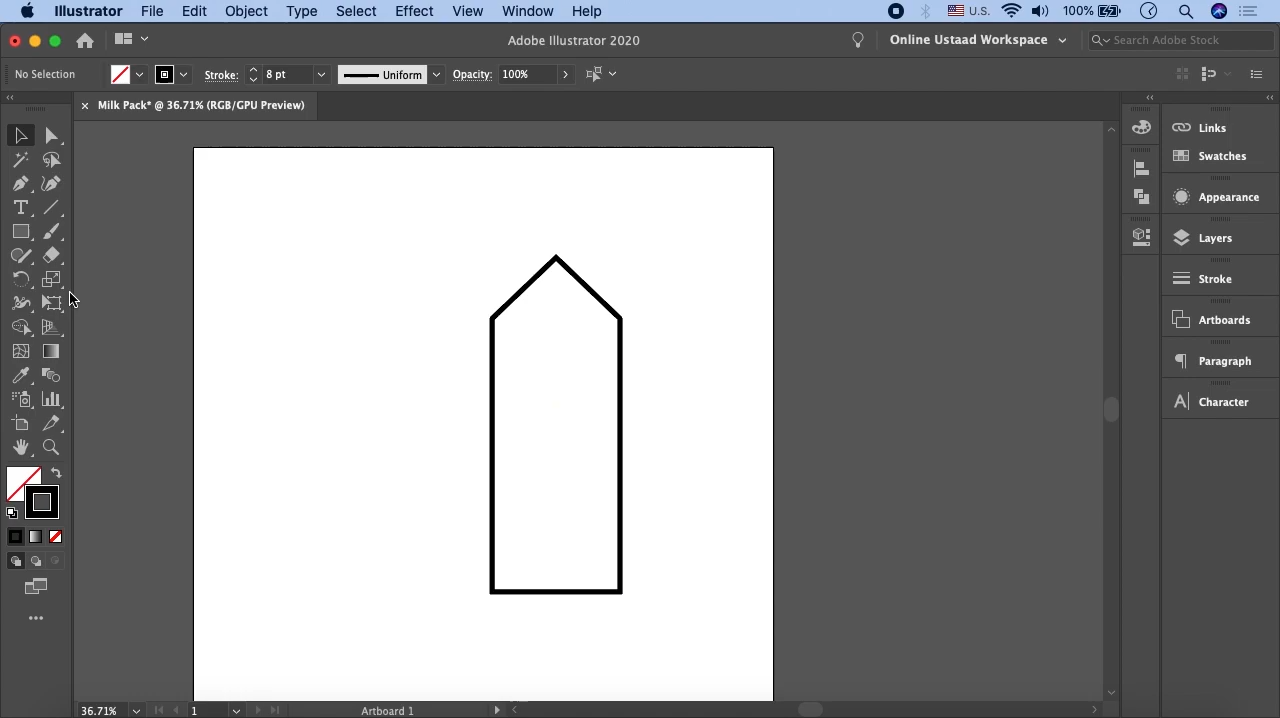 Illustrator File Edit Object Type Select Effect View Window Help U.S. 100%
Adobe Illustrator 2020 Online Ustaad Workspace Search Adobe Stock
No Selection Stroke: 8 pt Uniform Opacity: 100%
× Milk Pack* @ 36.71% (RGB/GPU Preview)
Links
Swatches
Appearance
Layers
Stroke
Artboards
Paragraph
Character
36.71% 1 Artboard 1